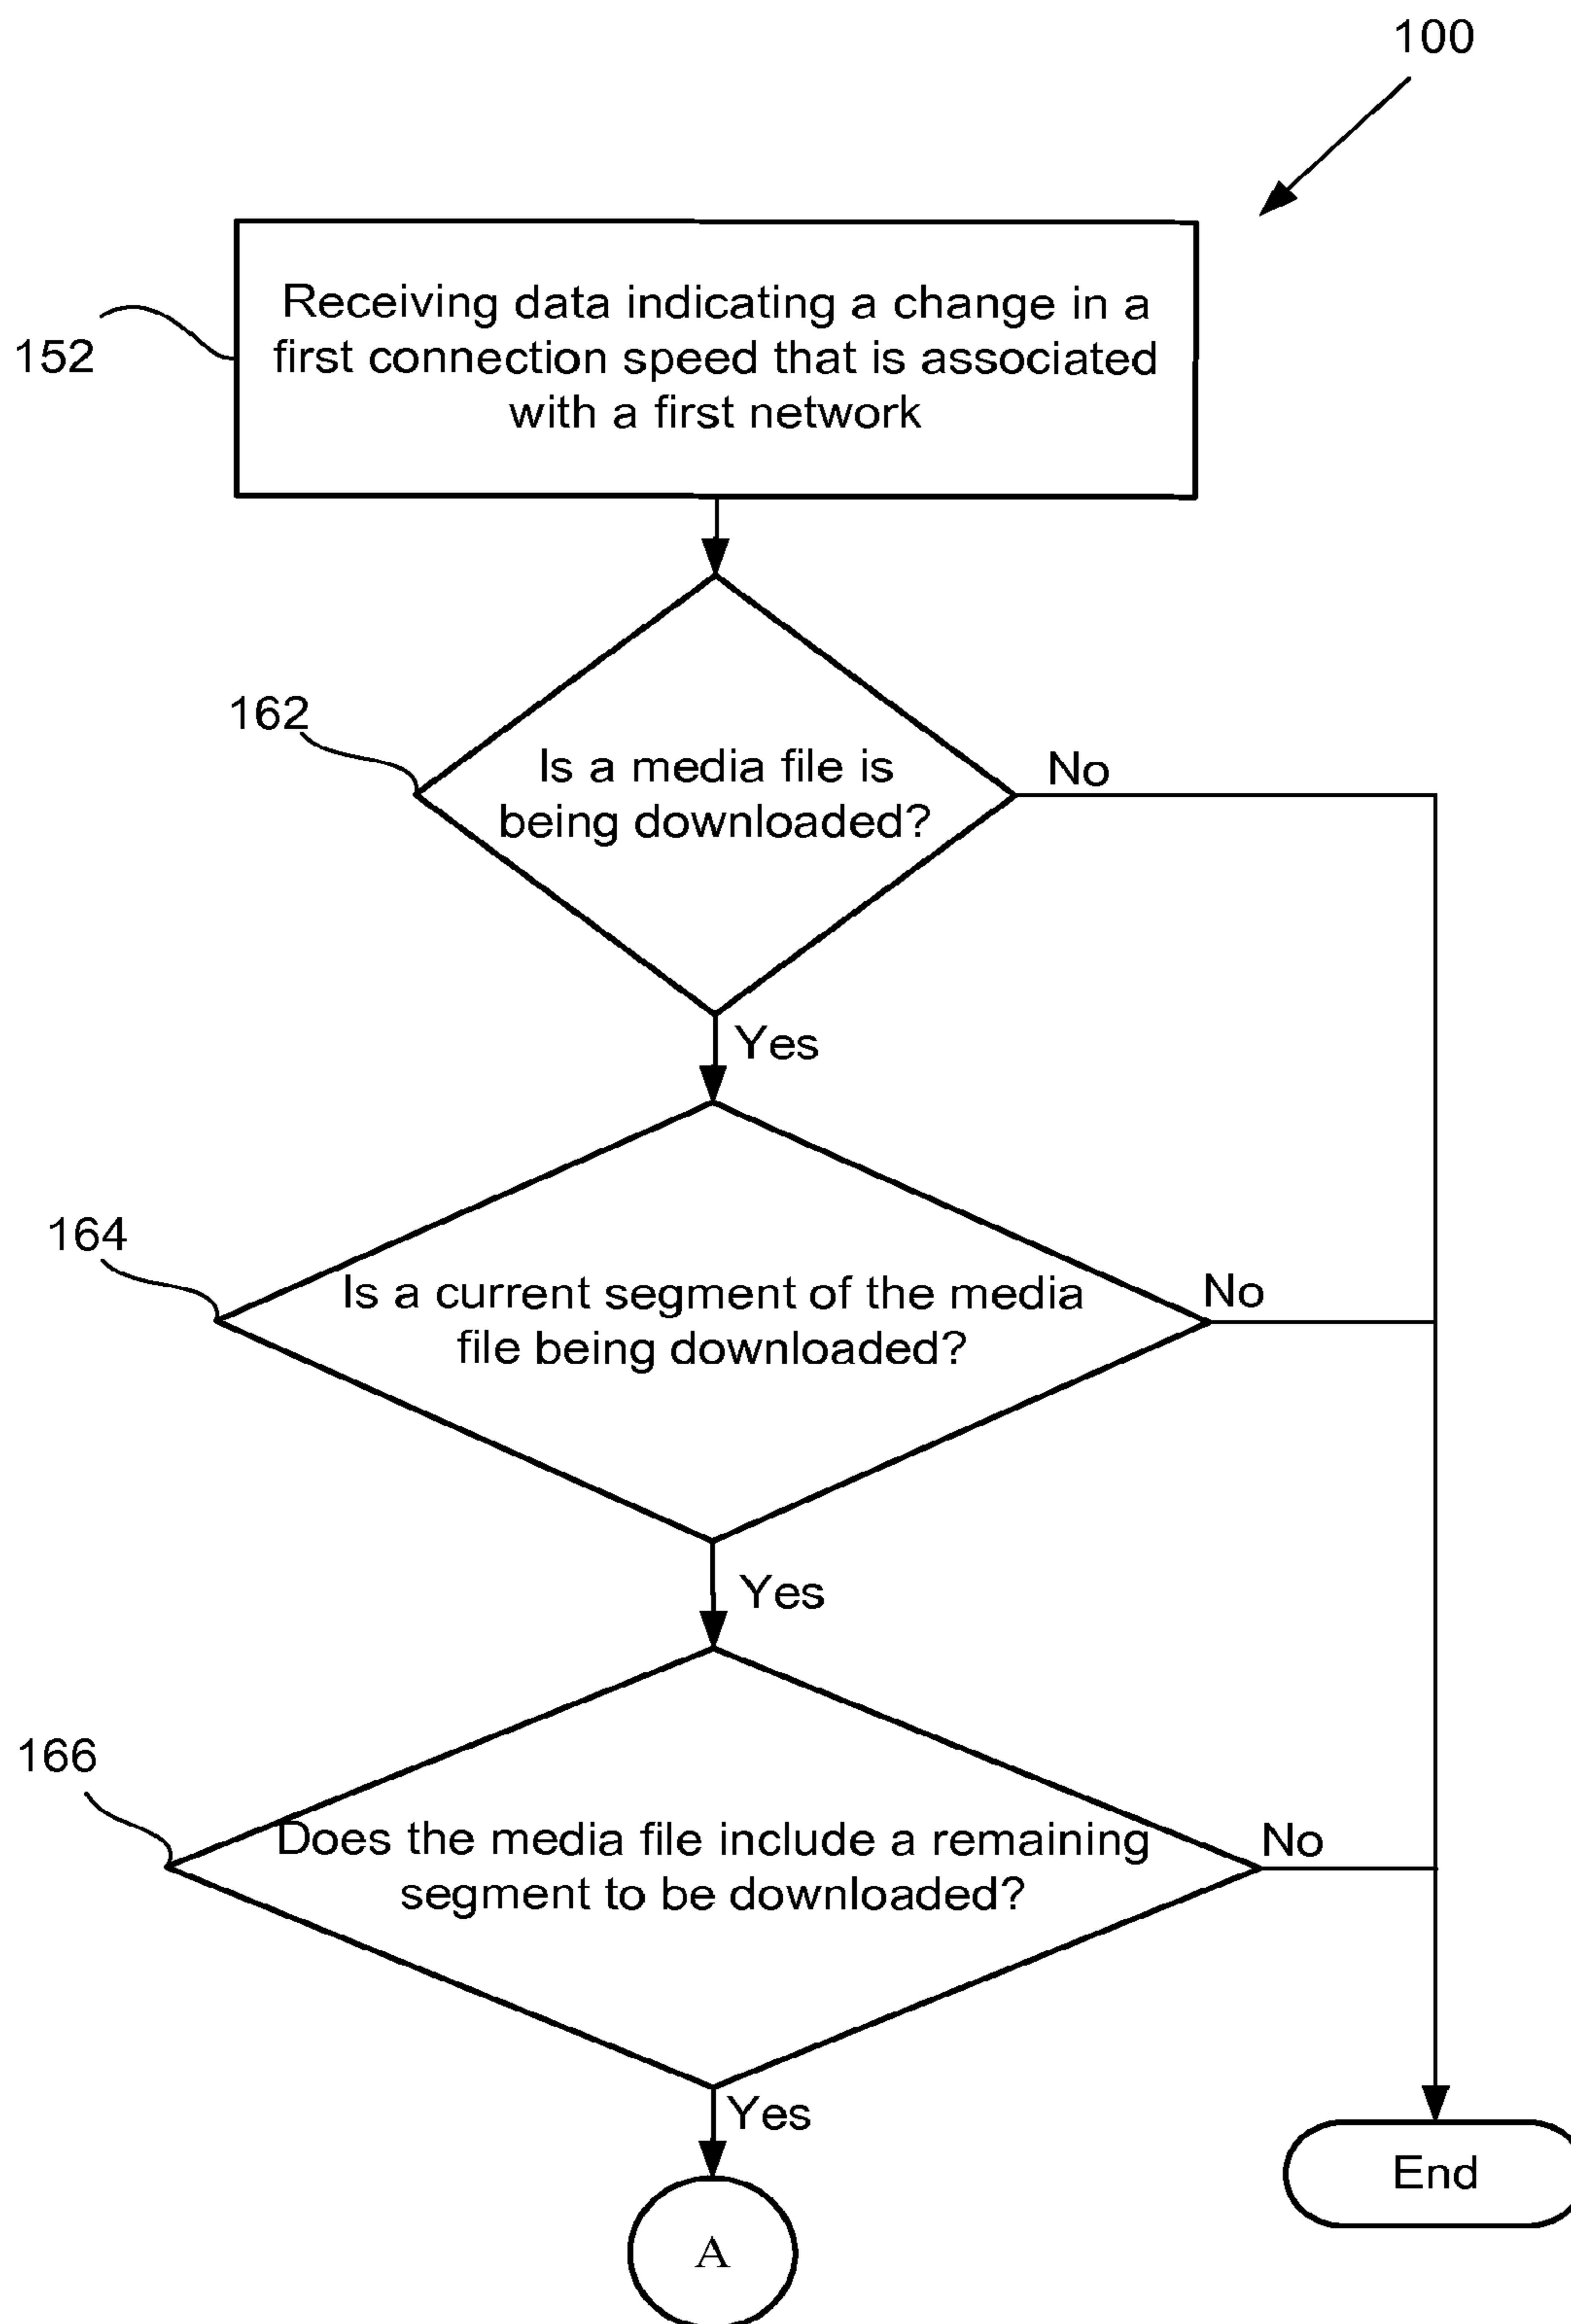 100
Receiving data indicating a change in a
first connection speed that is associated
with a first network
152
162
Is a media file is
being downloaded?
No
Yes
164
Is a current segment of the media
file being downloaded?
No
Yes
166
Does the media file include a remaining
segment to be downloaded?
No
Yes
End
A